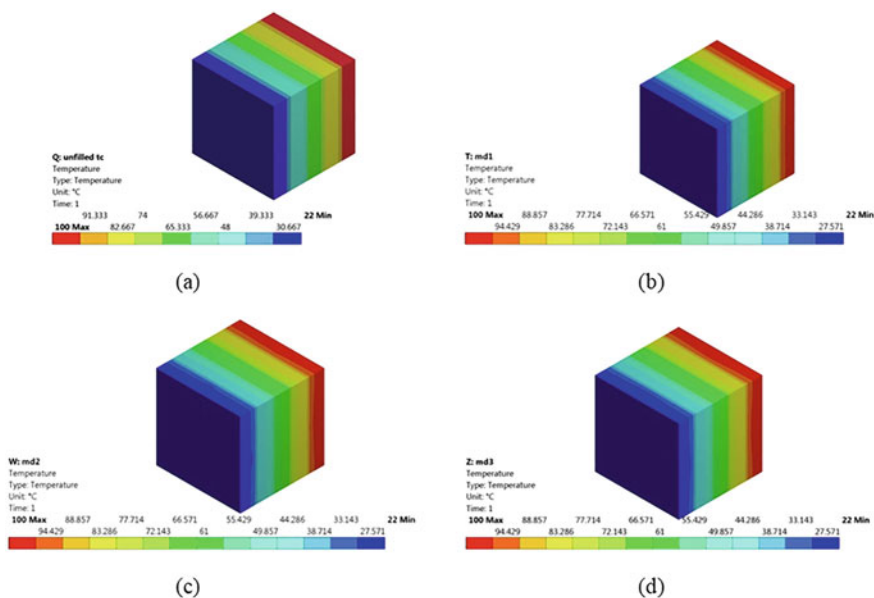 Q: unfilled tc
Temperature
Type: Temperature
Unit: °C
Time: 1
91.333 74 56.667 39.333 22 Min
100 Max 82.667 65.333 48 30.667
(a)
T: md1
Temperature
Type: Temperature
Unit: °C
Time: 1
100 Max 88.857 77.714 66.571 55.429 44.286 33.143 22 Min
94.429 83.286 72.143 61 49.857 38.714 27.571
(b)
W: md2
Temperature
Type: Temperature
Unit: °C
Time: 1
100 Max 88.857 77.714 66.571 55.429 44.286 33.143 22 Min
94.429 83.286 72.143 61 49.857 38.714 27.571
(c)
Z: md3
Temperature
Type: Temperature
Unit: °C
Time: 1
100 Max 88.857 77.714 66.571 55.429 44.286 33.143 22 Min
94.429 83.286 72.143 61 49.857 38.714 27.571
(d)